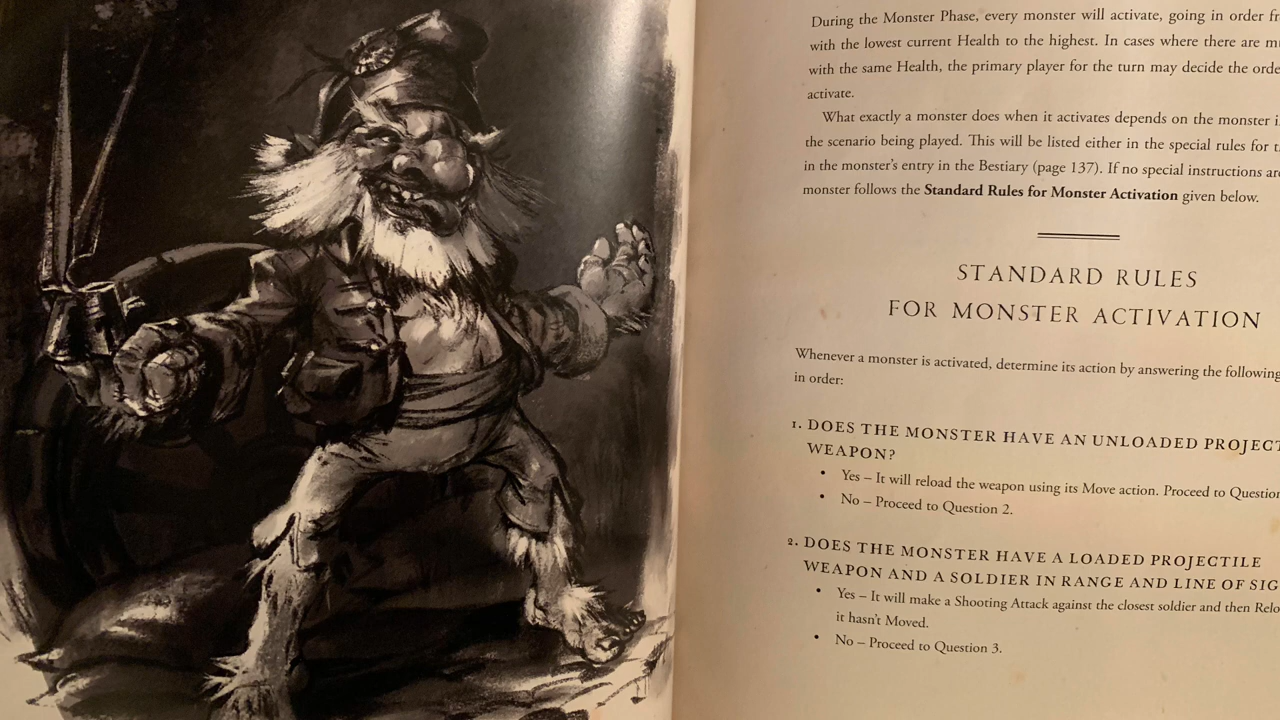 During the Monster Phase, every monster will activate, going in order
with the lowest current Health to the highest. In cases where there are
with the same Health, the primary player for the turn may decide the
activate.
What exactly a monster does when it activates depends on the monster
the scenario being played. This will be listed either in the special rules for
in the monster's entry in the Bestiary (page 137). If no special instructions
monster follows the Standard Rules for Monster Activation given below.
STANDARD RULES
FOR MONSTER ACTIVATION
Whenever a monster is activated, determine its action by answering the following
in order:
1. DOES THE MONSTER HAVE AN UNLOADED
WEAPON?
• Yes – It will reload the weapon using its Move action. Proceed to
• No – Proceed to Question 2.
2. DOES THE MONSTER HAVE A LOADED PROJECTILE
WEAPON AND A SOLDIER IN RANGE AND LINE OF
• Yes – It will make a Shooting Attack against the closest soldier and then
it hasn't Moved.
• No – Proceed to Question 3.